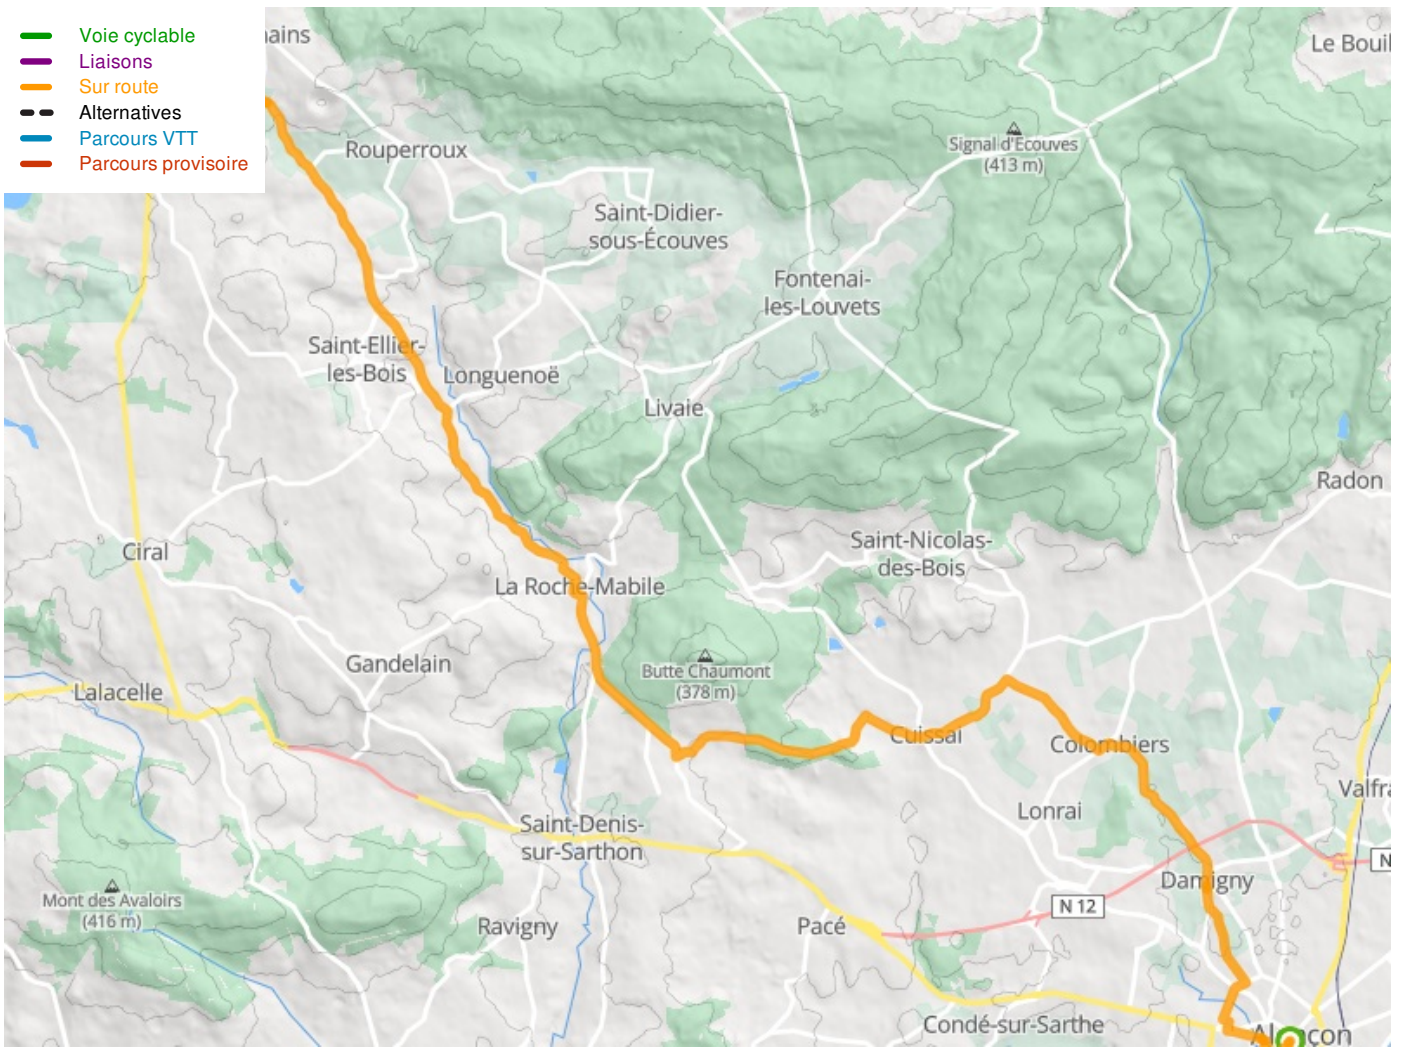 Voie cyclable
Liaisons
Sur route
Alternatives
Parcours VTT
Parcours provisoire
Le Bouil
Rouperroux
Signal d'Ecouves
(413 m)
Saint-Didier-
sous-Écouves
Fontenai-
les-Louvets
Saint-Ellier-
les-Bois
Longuenoë
Livaie
Radon
Ciral
Saint-Nicolas-
des-Bois
La Roche-Mabile
Gandelain
Butte Chaumont
(378 m)
Lalacelle
Cuissai
Colombiers
Valfra
Lonrai
Saint-Denis-
sur-Sarthon
N
Damigny
Mont des Avaloirs
(416 m)
N 12
Ravigny
Pacé
Condé-sur-Sarthe
Alençon